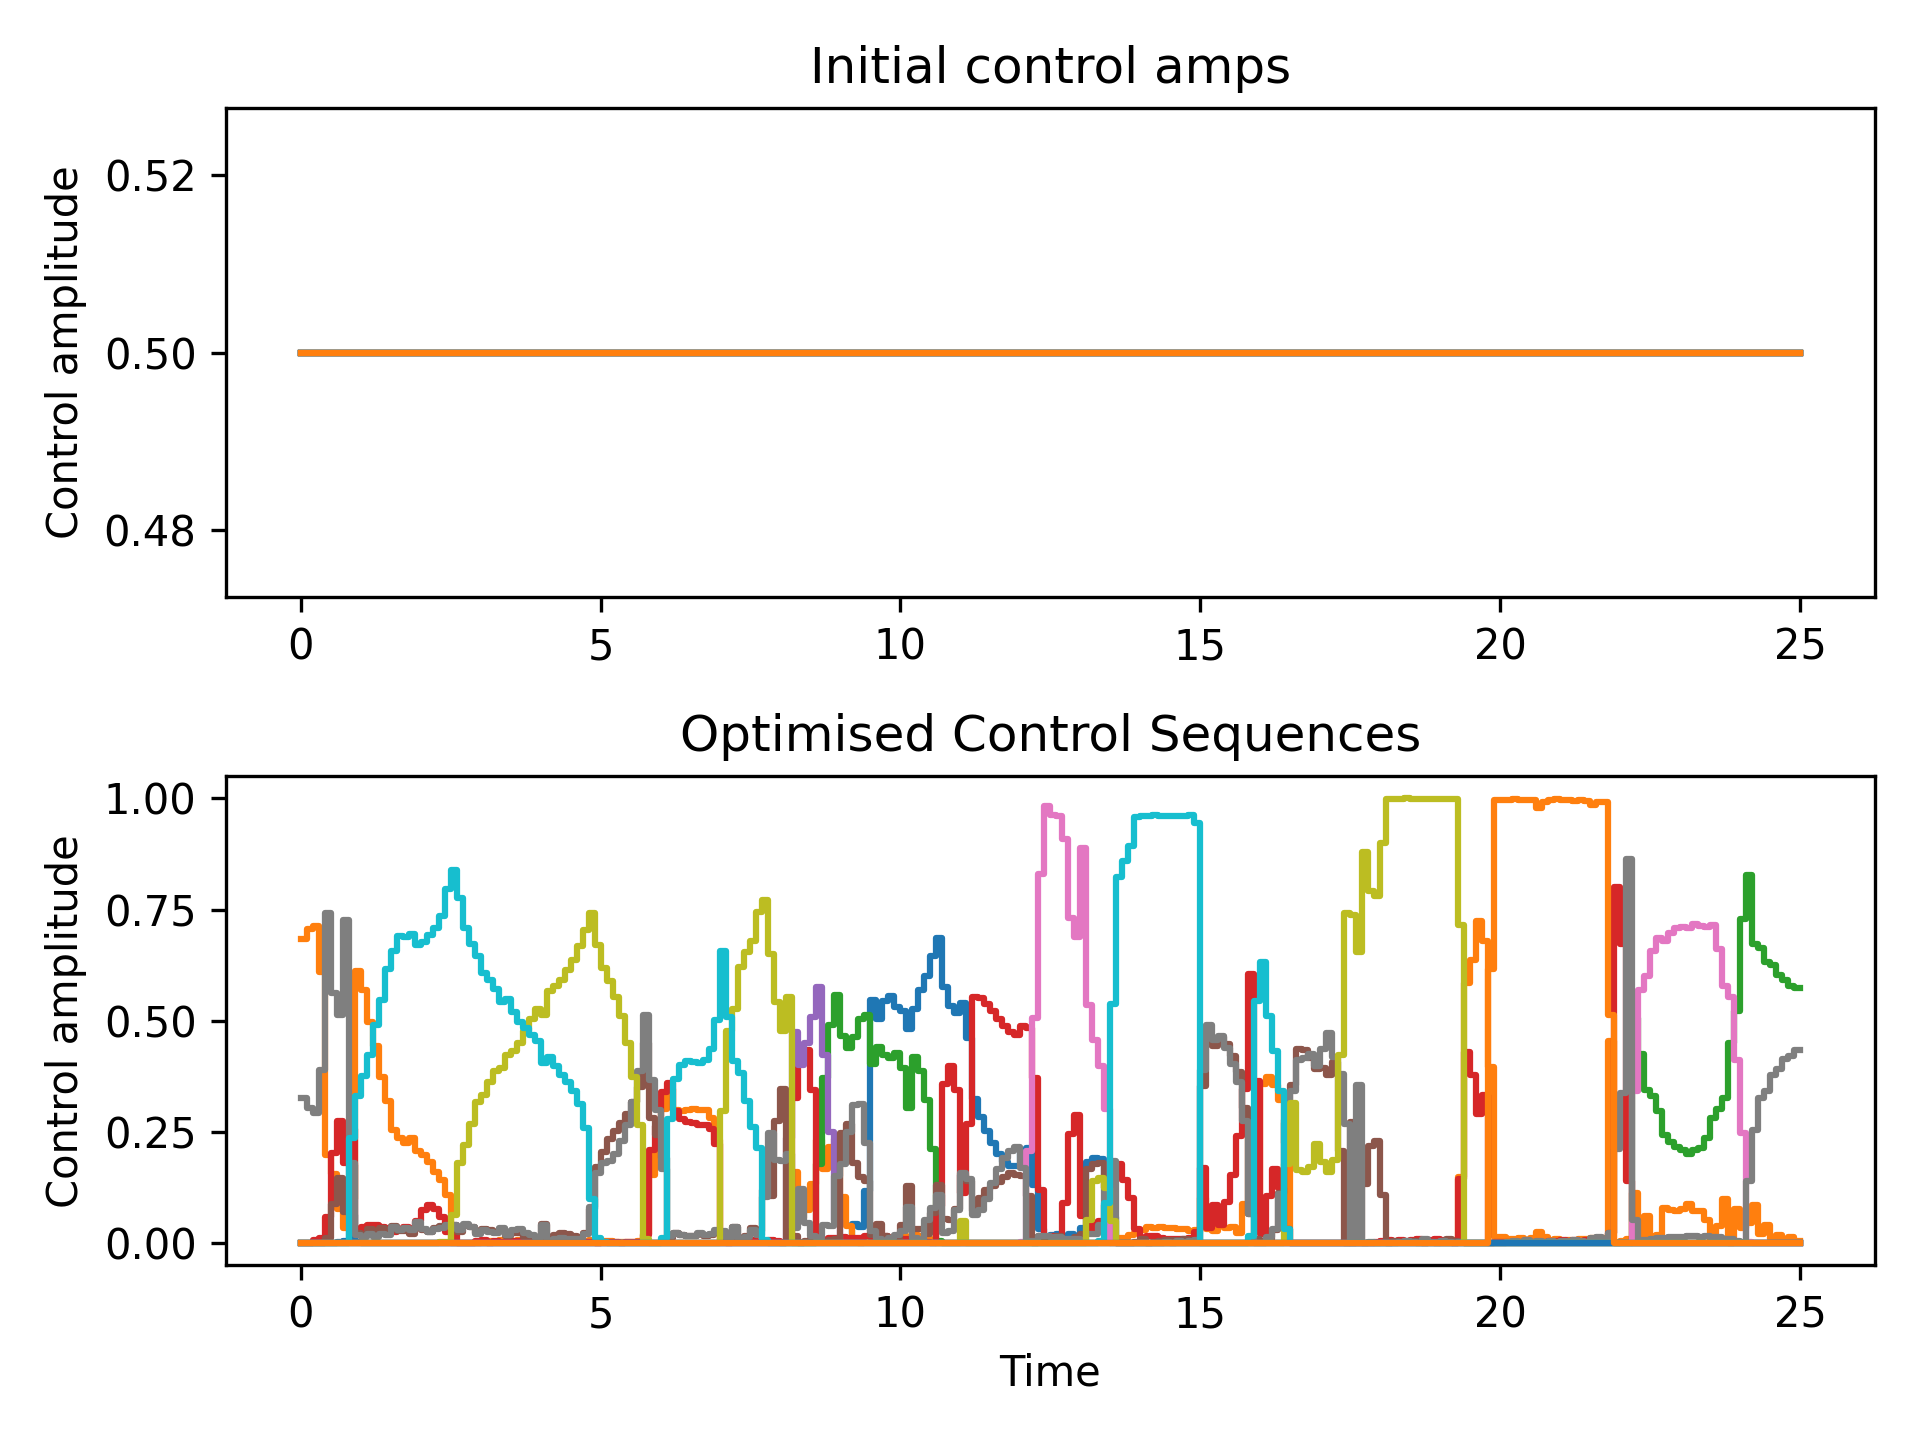 Initial control amps
Control amplitude
0.52
0.50
0.48
0 5 10 15 20 25
Optimised Control Sequences
Control amplitude
1.00
0.75
0.50
0.25
0.00
0 5 10 15 20 25
Time